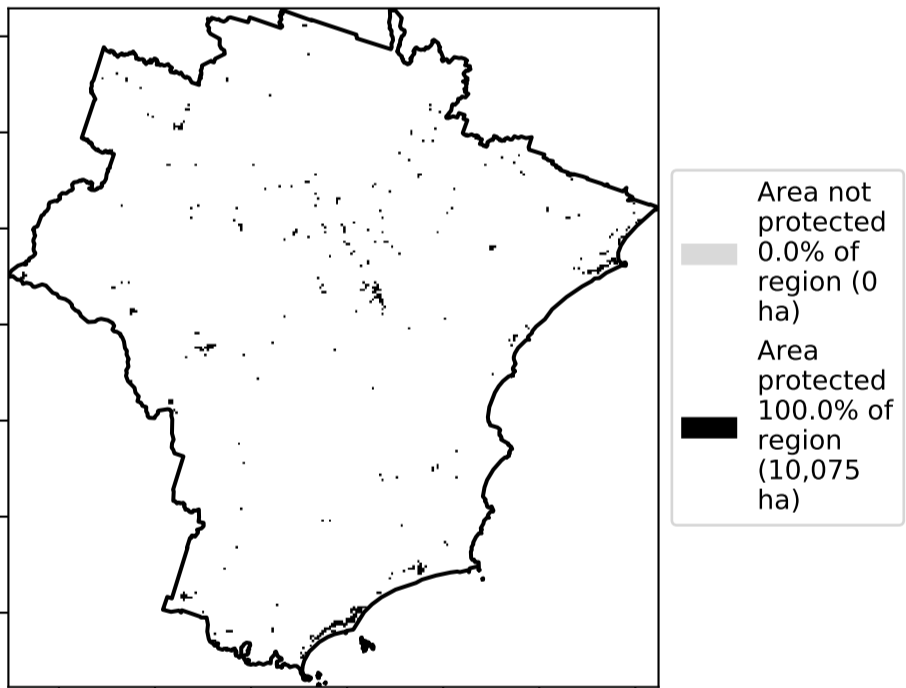 Area not
protected
0.0% of
region (0
ha)
Area
protected
100.0% of
region
(10,075
ha)